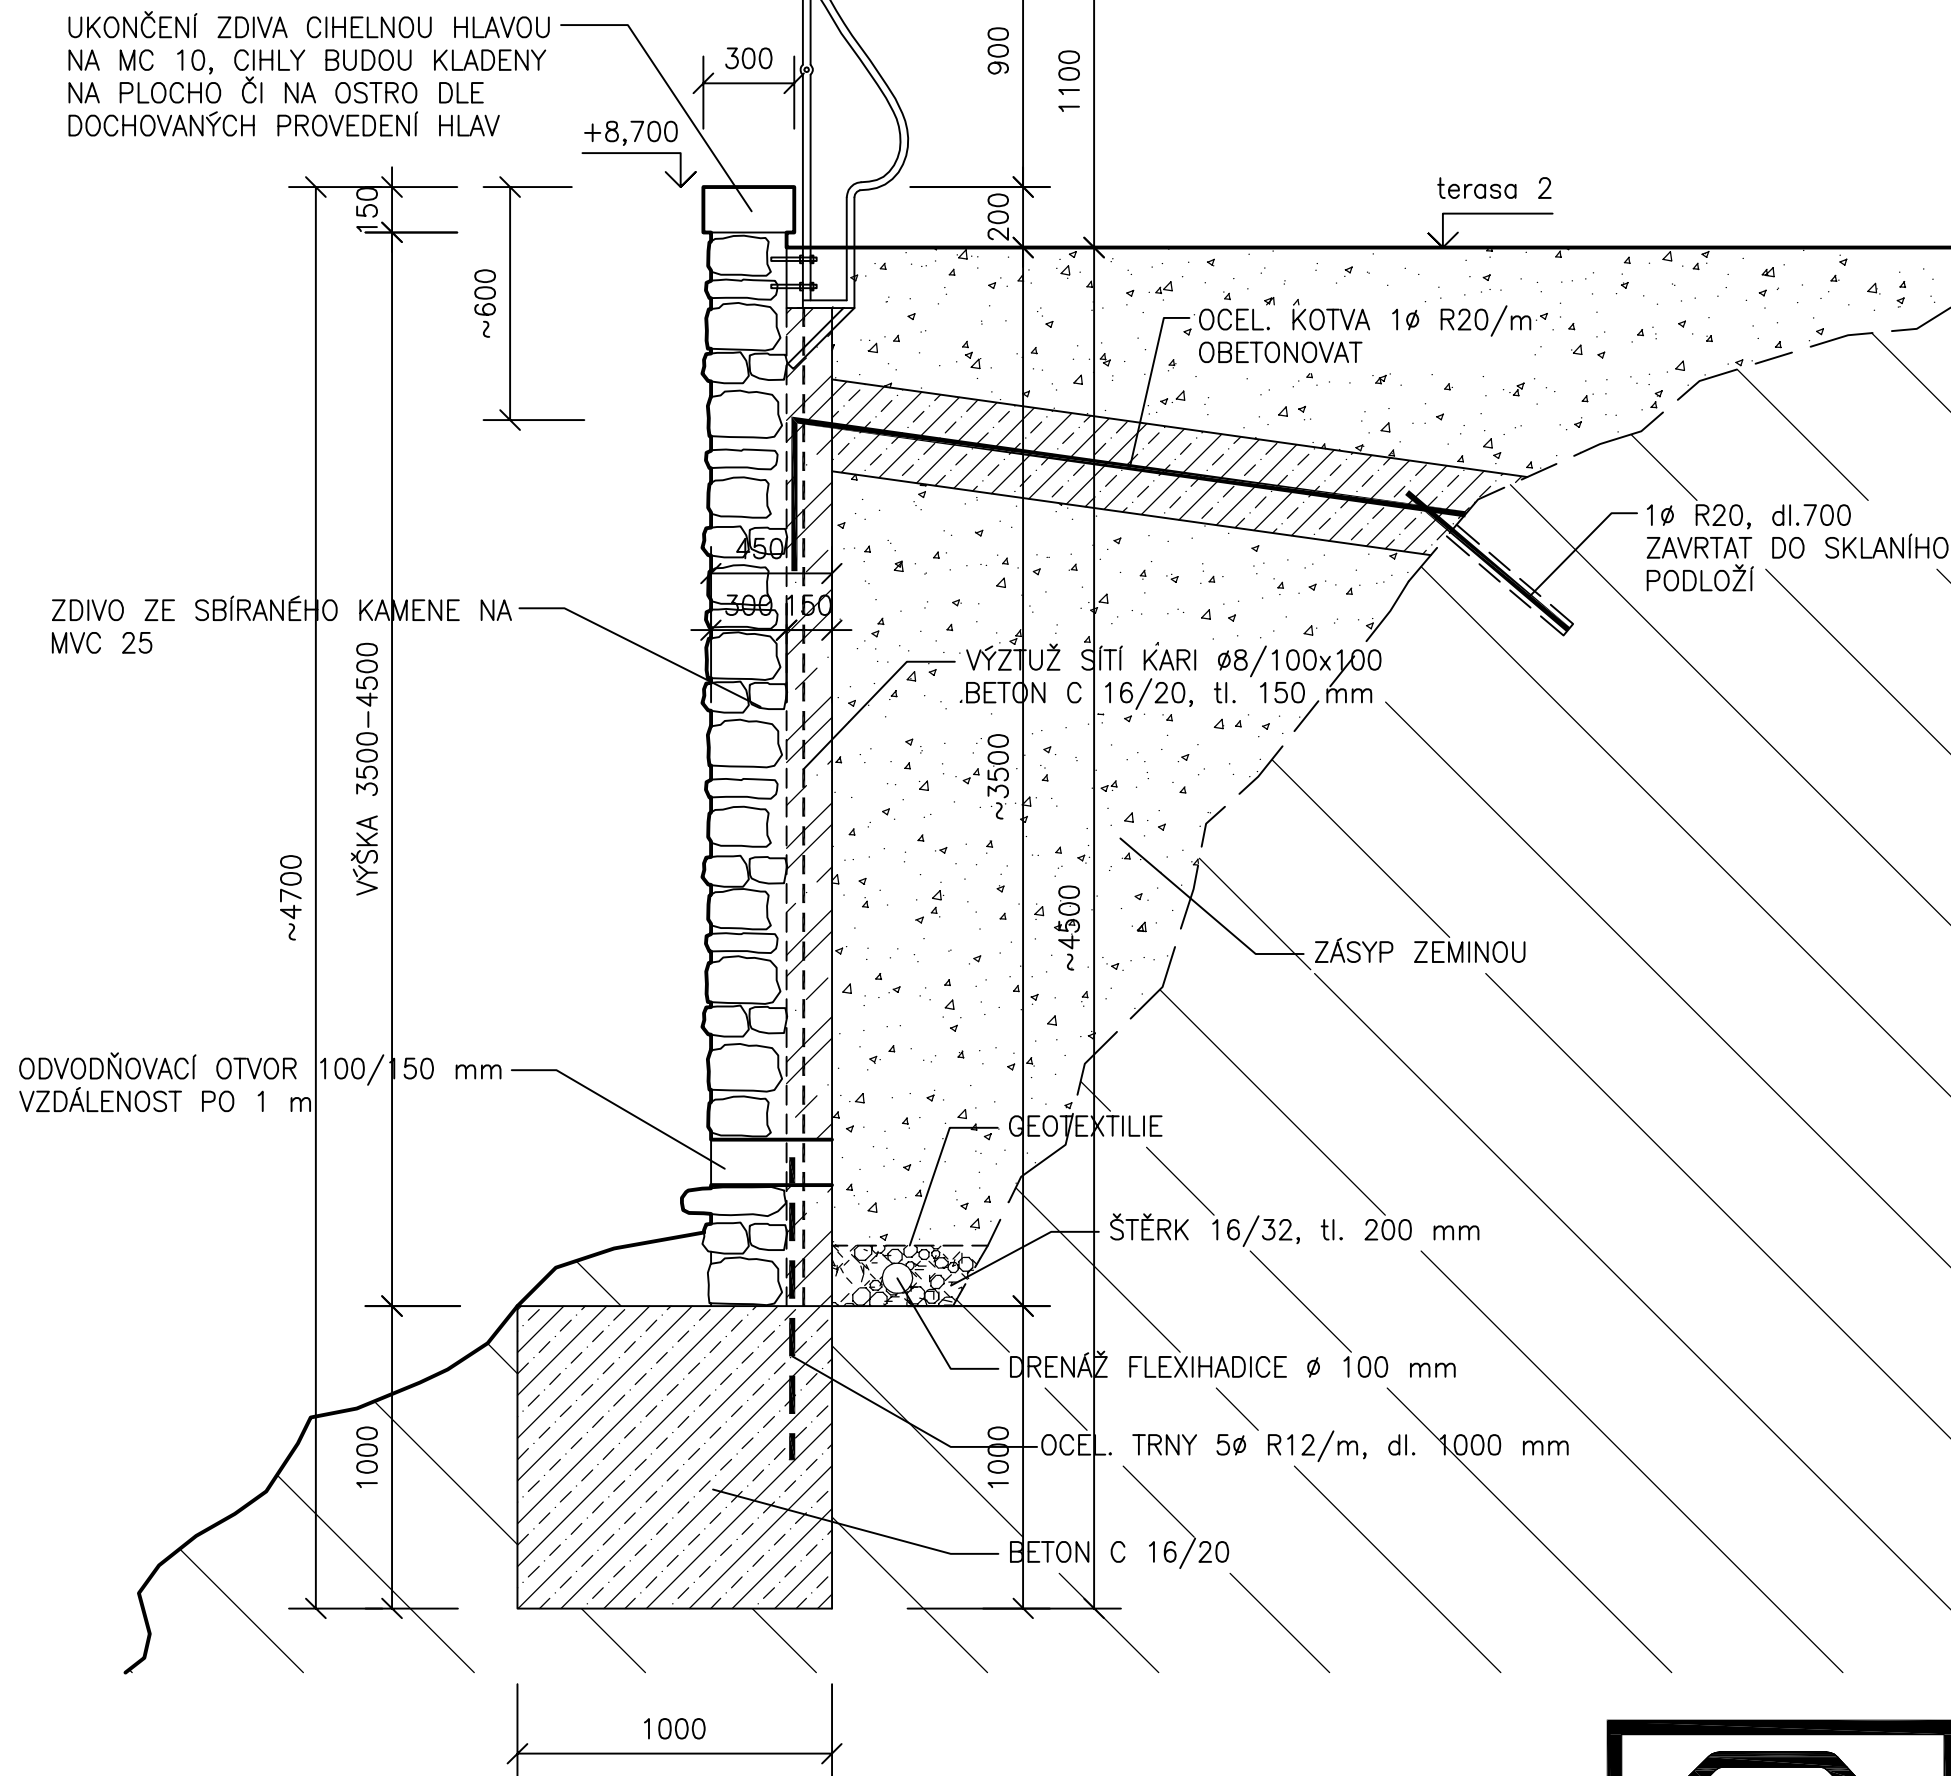 UKONČENÍ ZDIVA CIHELNOU HLAVOU
NA MC 10, CIHLY BUDOU KLADENY
NA PLOCHO ČI NA OSTRO DLE
DOCHOVANÝCH PROVEDENÍ HLAV
300
900
1100
+8,700
150
200
terasa 2
~600
OCEL. KOTVA 1ø R20/m
OBETONOVAT
1ø R20, dl.700
ZAVRTAT DO SKLANÍHO
PODLOŽÍ
450
300 150
ZDIVO ZE SBÍRANÉHO KAMENE NA
MVC 25
VÝZTUŽ SÍTÍ KARI ø8/100x100
BETON C 16/20, tl. 150 mm
VÝŠKA 3500-4500
~3500
~4700
~4500
ZÁSYP ZEMINOU
ODVODŇOVACÍ OTVOR 100/150 mm
VZDÁLENOST PO 1 m
GEOTEXTILIE
ŠTĚRK 16/32, tl. 200 mm
DRENÁŽ FLEXIHADICE ø 100 mm
OCEL. TRNY 5ø R12/m, dl. 1000 mm
1000
1000
BETON C 16/20
1000